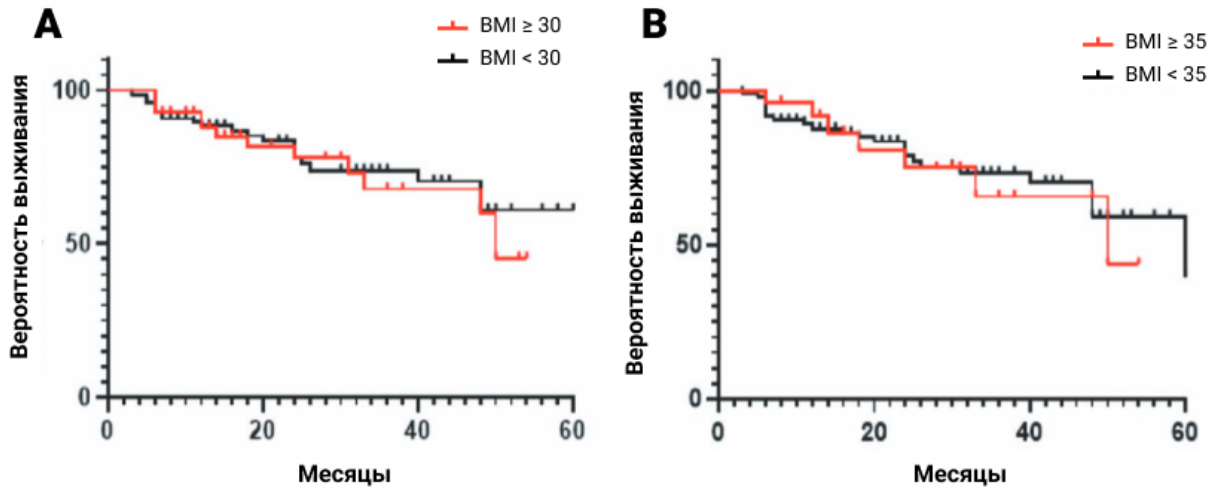 A
BMI ≥ 30
BMI < 30
Вероятность выживания
100
50
0
0 20 40 60
Месяцы
B
BMI ≥ 35
BMI < 35
Вероятность выживания
100
50
0
0 20 40 60
Месяцы